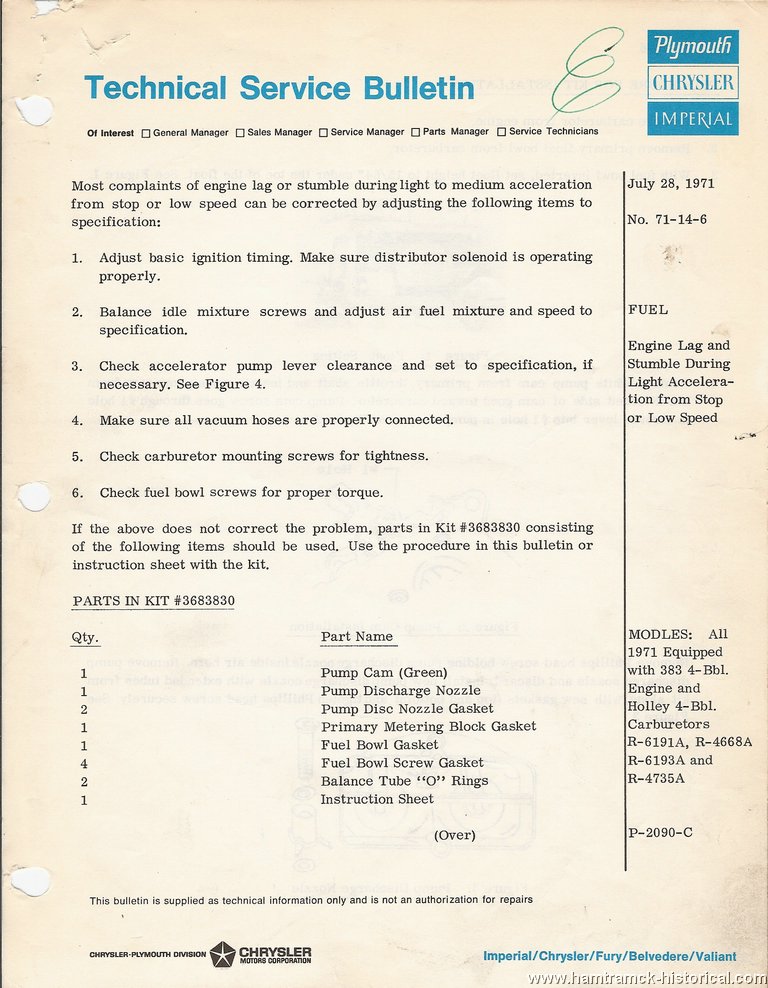 Plymouth
CHRYSLER
IMPERIAL
Technical Service Bulletin
Of Interest □ General Manager □ Sales Manager □ Service Manager □ Parts Manager □ Service Technicians
Most complaints of engine lag or stumble during light to medium acceleration
from stop or low speed can be corrected by adjusting the following items to
specification:
1. Adjust basic ignition timing. Make sure distributor solenoid is operating
properly.
2. Balance idle mixture screws and adjust air fuel mixture and speed to
specification.
3. Check accelerator pump lever clearance and set to specification, if
necessary. See Figure 4.
4. Make sure all vacuum hoses are properly connected.
5. Check carburetor mounting screws for tightness.
6. Check fuel bowl screws for proper torque.
If the above does not correct the problem, parts in Kit #3683830 consisting
of the following items should be used. Use the procedure in this bulletin or
instruction sheet with the kit.
PARTS IN KIT #3683830
Qty. Part Name
1 Pump Cam (Green)
1 Pump Discharge Nozzle
2 Pump Disc Nozzle Gasket
1 Primary Metering Block Gasket
1 Fuel Bowl Gasket
4 Fuel Bowl Screw Gasket
2 Balance Tube "O" Rings
1 Instruction Sheet
(Over)
July 28, 1971
No. 71-14-6
FUEL
Engine Lag and
Stumble During
Light Accelera-
tion from Stop
or Low Speed
MODLES: All
1971 Equipped
with 383 4-Bbl.
Engine and
Holley 4-Bbl.
Carburetors
R-6191A, R-4668A
R-6193A and
R-4735A
P-2090-C
This bulletin is supplied as technical information only and is not an authorization for repairs
CHRYSLER-PLYMOUTH DIVISION CHRYSLER
MOTORS CORPORATION
Imperial/Chrysler/Fury/Belvedere/Valiant
www.hamtramck-historical.com